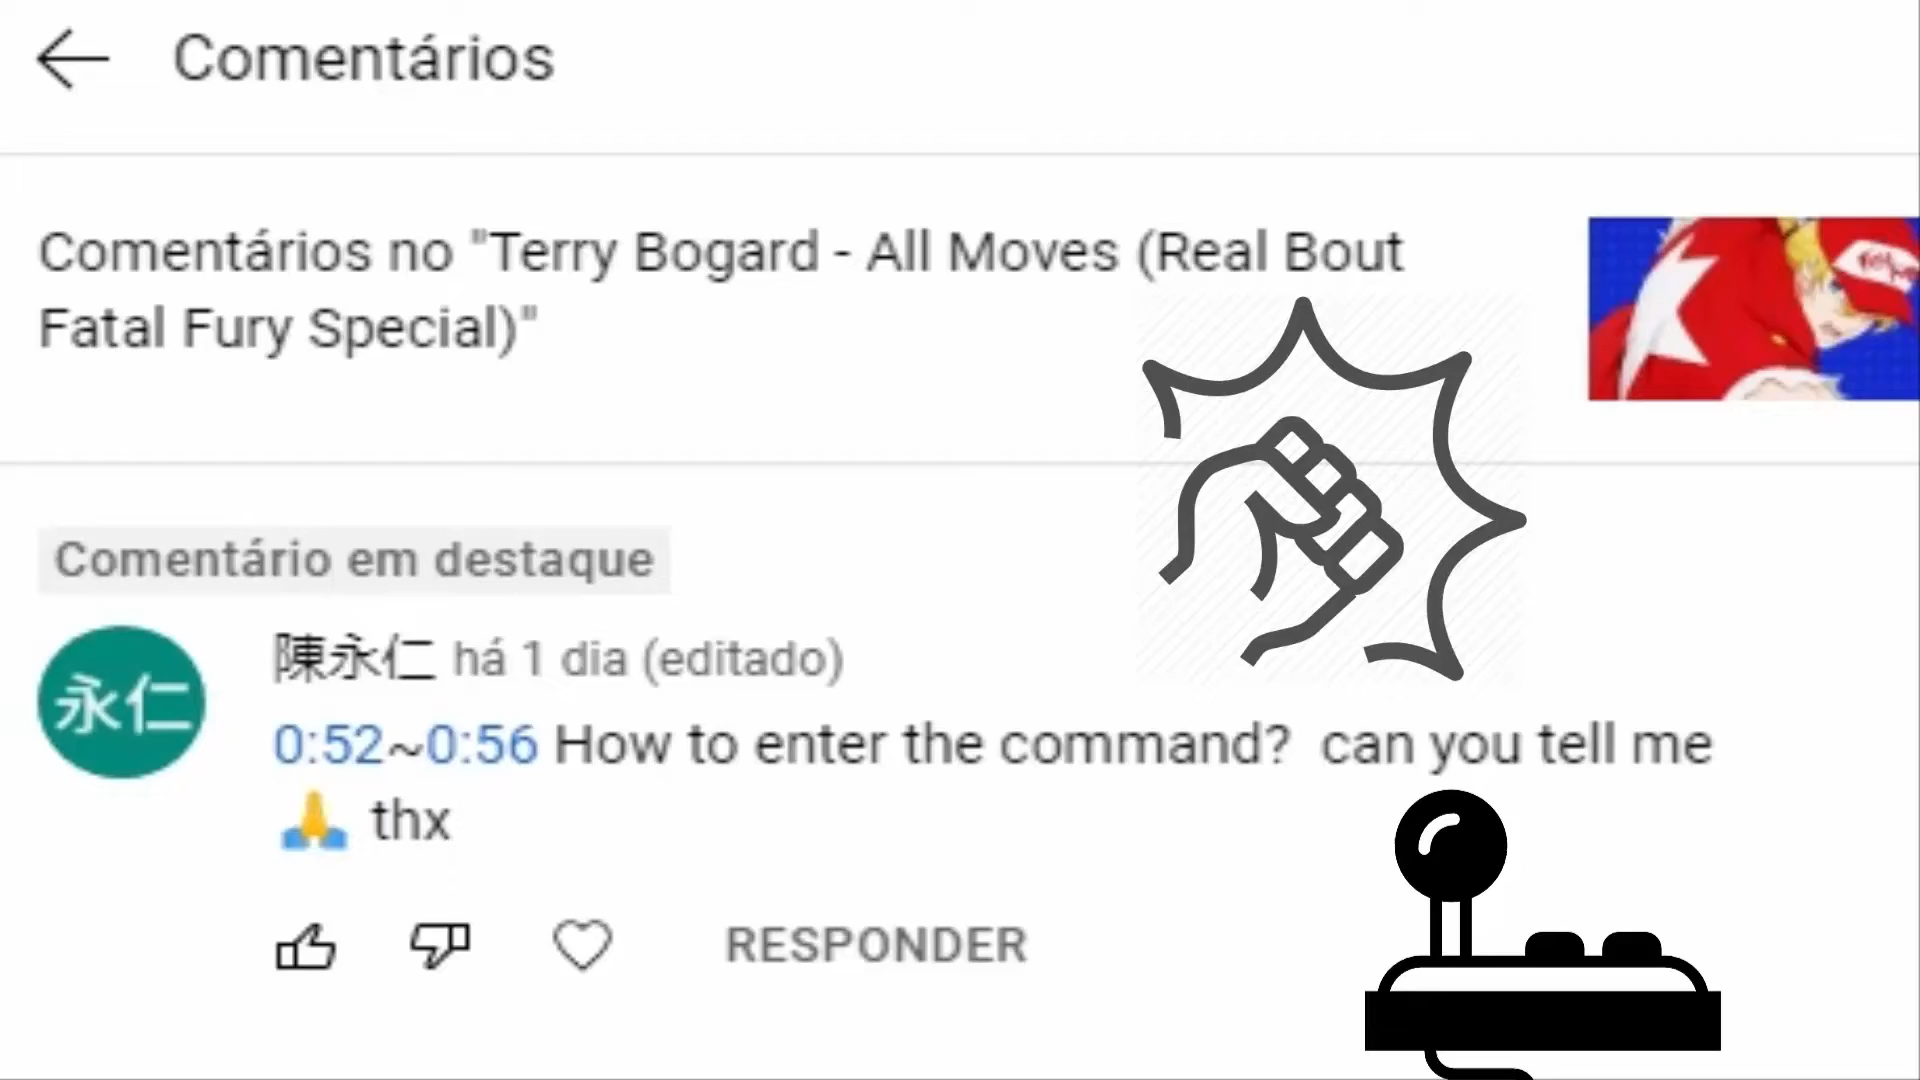 Comentários
Comentários no "Terry Bogard - All Moves (Real Bout
Fatal Fury Special)"
Comentário em destaque
永仁
陳永仁 há 1 dia (editado)
0:52~0:56 How to enter the command?  can you tell me
🙏 thx
RESPONDER